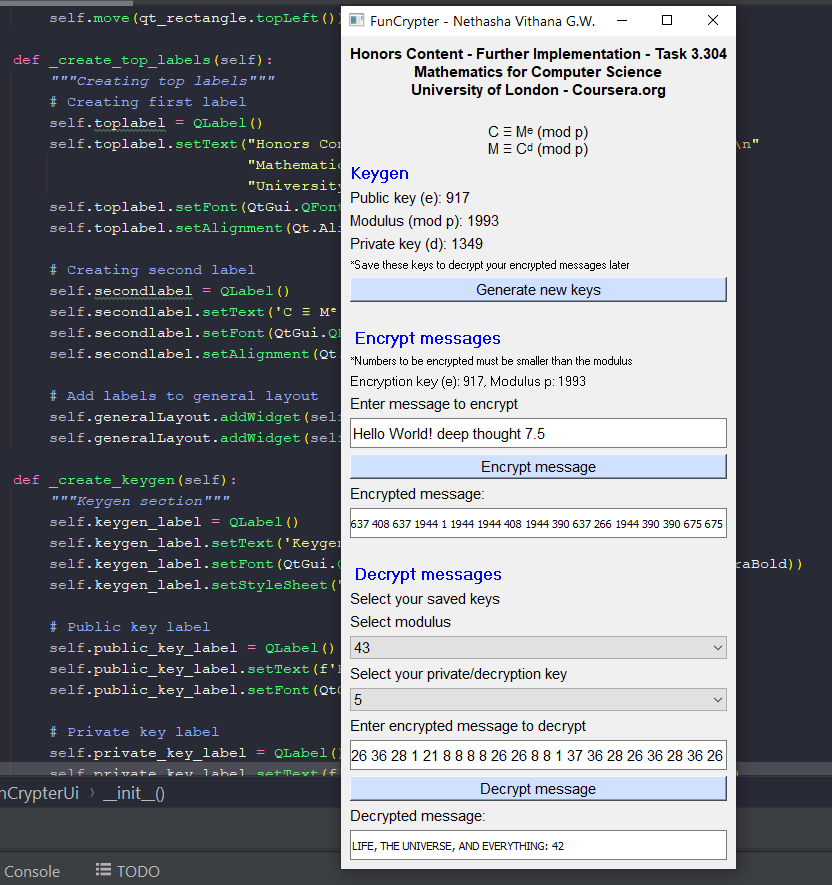 self.move(qt_rectangle.topLeft())
def _create_top_labels(self):
"""Creating top labels"""
# Creating first label
self.toplabel = QLabel()
self.toplabel.setText("Honors Con
\n"
"Mathematic
"University
self.toplabel.setFont(QtGui.QFont
self.toplabel.setAlignment(Qt.Ali
# Creating second label
self.secondlabel = QLabel()
self.secondlabel.setText('C ≡ Mᵉ
self.secondlabel.setFont(QtGui.QF
self.secondlabel.setAlignment(Qt.
# Add labels to general layout
self.generalLayout.addWidget(self
self.generalLayout.addWidget(self
def _create_keygen(self):
"""Keygen section"""
self.keygen_label = QLabel()
self.keygen_label.setText('Keygen
self.keygen_label.setFont(QtGui.Q
raBold))
self.keygen_label.setStyleSheet("
# Public key label
self.public_key_label = QLabel()
self.public_key_label.setText(f'P
self.public_key_label.setFont(QtG
# Private key label
self.private_key_label = QLabel()
self.private_key_label.setText(f
nCrypterUi › __init__()
Console
TODO
FunCrypter - Nethasha Vithana G.W.
Honors Content - Further Implementation - Task 3.304
Mathematics for Computer Science
University of London - Coursera.org
C ≡ Mᵉ (mod p)
M ≡ Cᵈ (mod p)
Keygen
Public key (e): 917
Modulus (mod p): 1993
Private key (d): 1349
*Save these keys to decrypt your encrypted messages later
Generate new keys
Encrypt messages
*Numbers to be encrypted must be smaller than the modulus
Encryption key (e): 917, Modulus p: 1993
Enter message to encrypt
Hello World! deep thought 7.5
Encrypt message
Encrypted message:
637 408 637 1944 1 1944 1944 408 1944 390 637 266 1944 390 390 675 675
Decrypt messages
Select your saved keys
Select modulus
43
Select your private/decryption key
5
Enter encrypted message to decrypt
26 36 28 1 21 8 8 8 8 26 26 8 8 1 37 36 28 26 36 28 36 26
Decrypt message
Decrypted message:
LIFE, THE UNIVERSE, AND EVERYTHING: 42